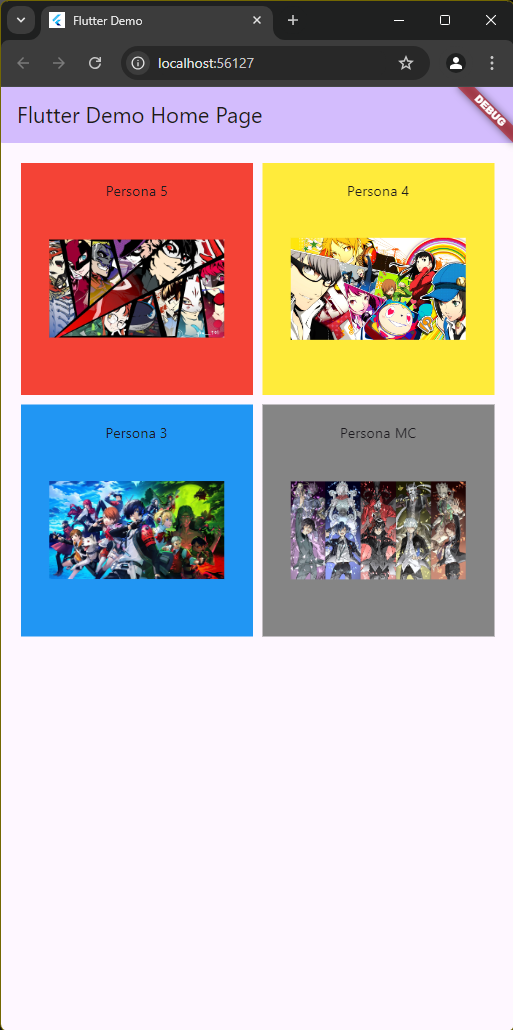 Flutter Demo
localhost:56127
Flutter Demo Home Page
DEBUG
Persona 5
Persona 4
Persona 3
Persona MC